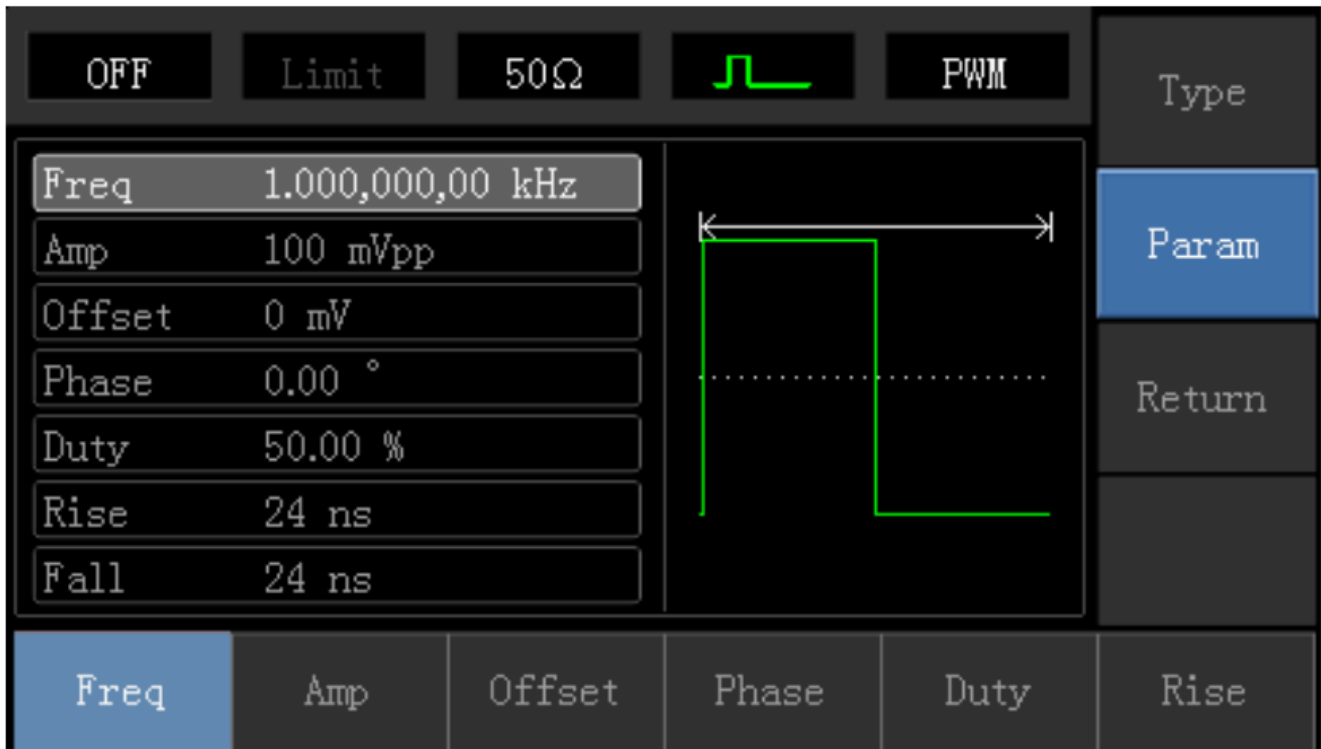 OFF Limit 50Ω PWM
Type
Freq 1.000,000,00 kHz
Amp 100 mVpp
Offset 0 mV
Phase 0.00 °
Duty 50.00 %
Rise 24 ns
Fall 24 ns
Param
Return
Freq Amp Offset Phase Duty Rise